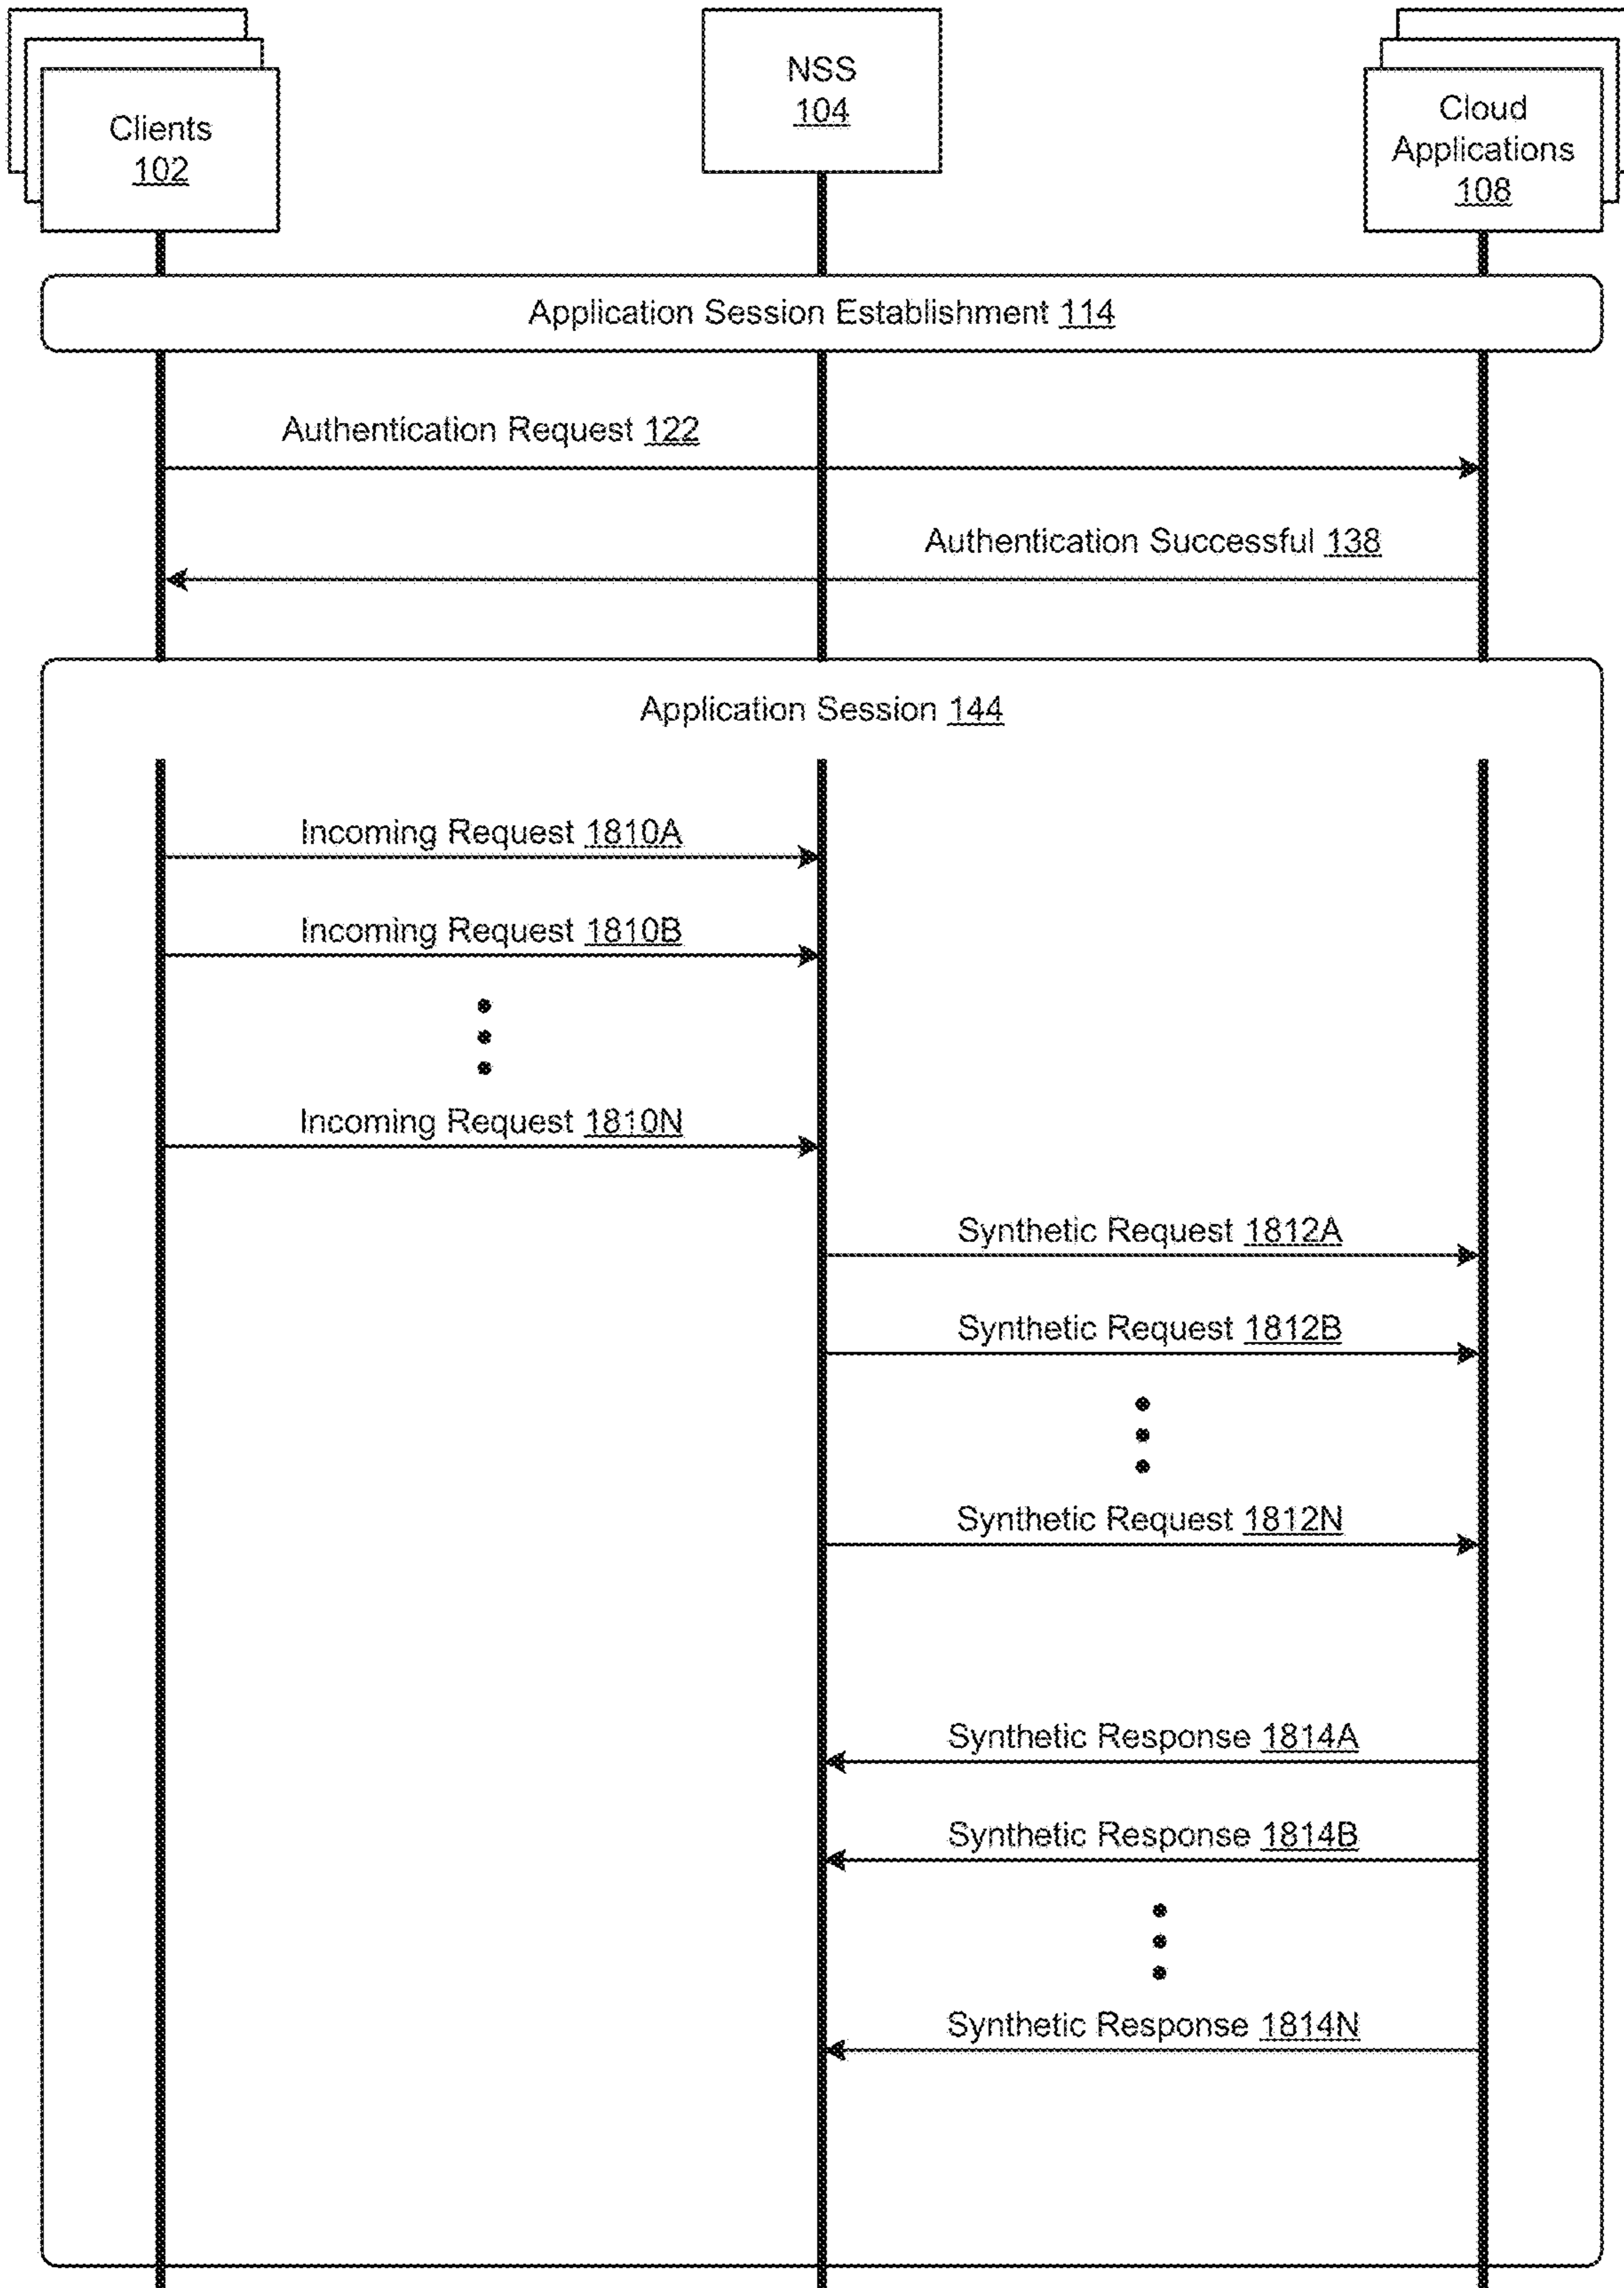 Clients
102
NSS
104
Cloud
Applications
108
Application Session Establishment 114
Authentication Request 122
Authentication Successful 138
Application Session 144
Incoming Request 1810A
Incoming Request 1810B
Incoming Request 1810N
Synthetic Request 1812A
Synthetic Request 1812B
Synthetic Request 1812N
Synthetic Response 1814A
Synthetic Response 1814B
Synthetic Response 1814N